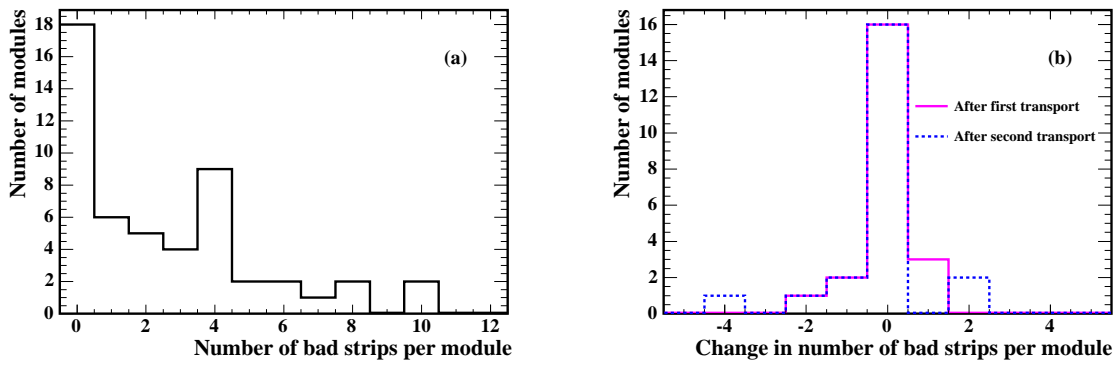 Number of modules
18
16
14
12
10
8
6
4
2
0
(a)
0 2 4 6 8 10 12
Number of bad strips per module
Number of modules
16
14
12
10
8
6
4
2
0
(b)
After first transport
After second transport
-4 -2 0 2 4
Change in number of bad strips per module